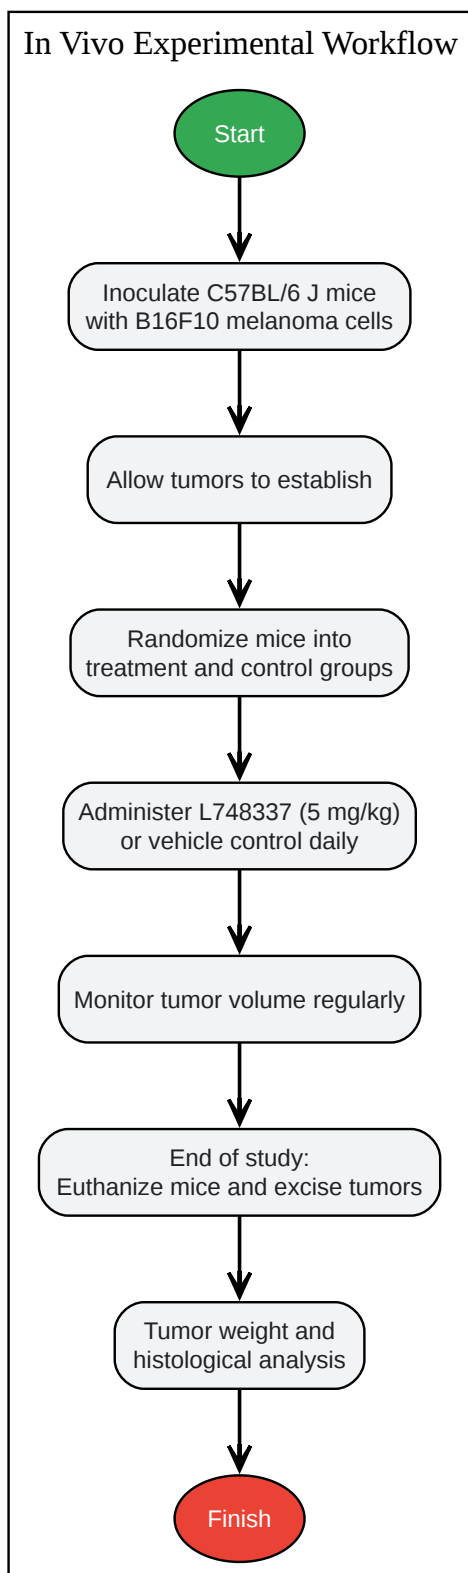 In Vivo Experimental Workflow
Start
Inoculate C57BL/6 J mice
with B16F10 melanoma cells
Allow tumors to establish
Randomize mice into
treatment and control groups
Administer L748337 (5 mg/kg)
or vehicle control daily
Monitor tumor volume regularly
End of study:
Euthanize mice and excise tumors
Tumor weight and
histological analysis
Finish